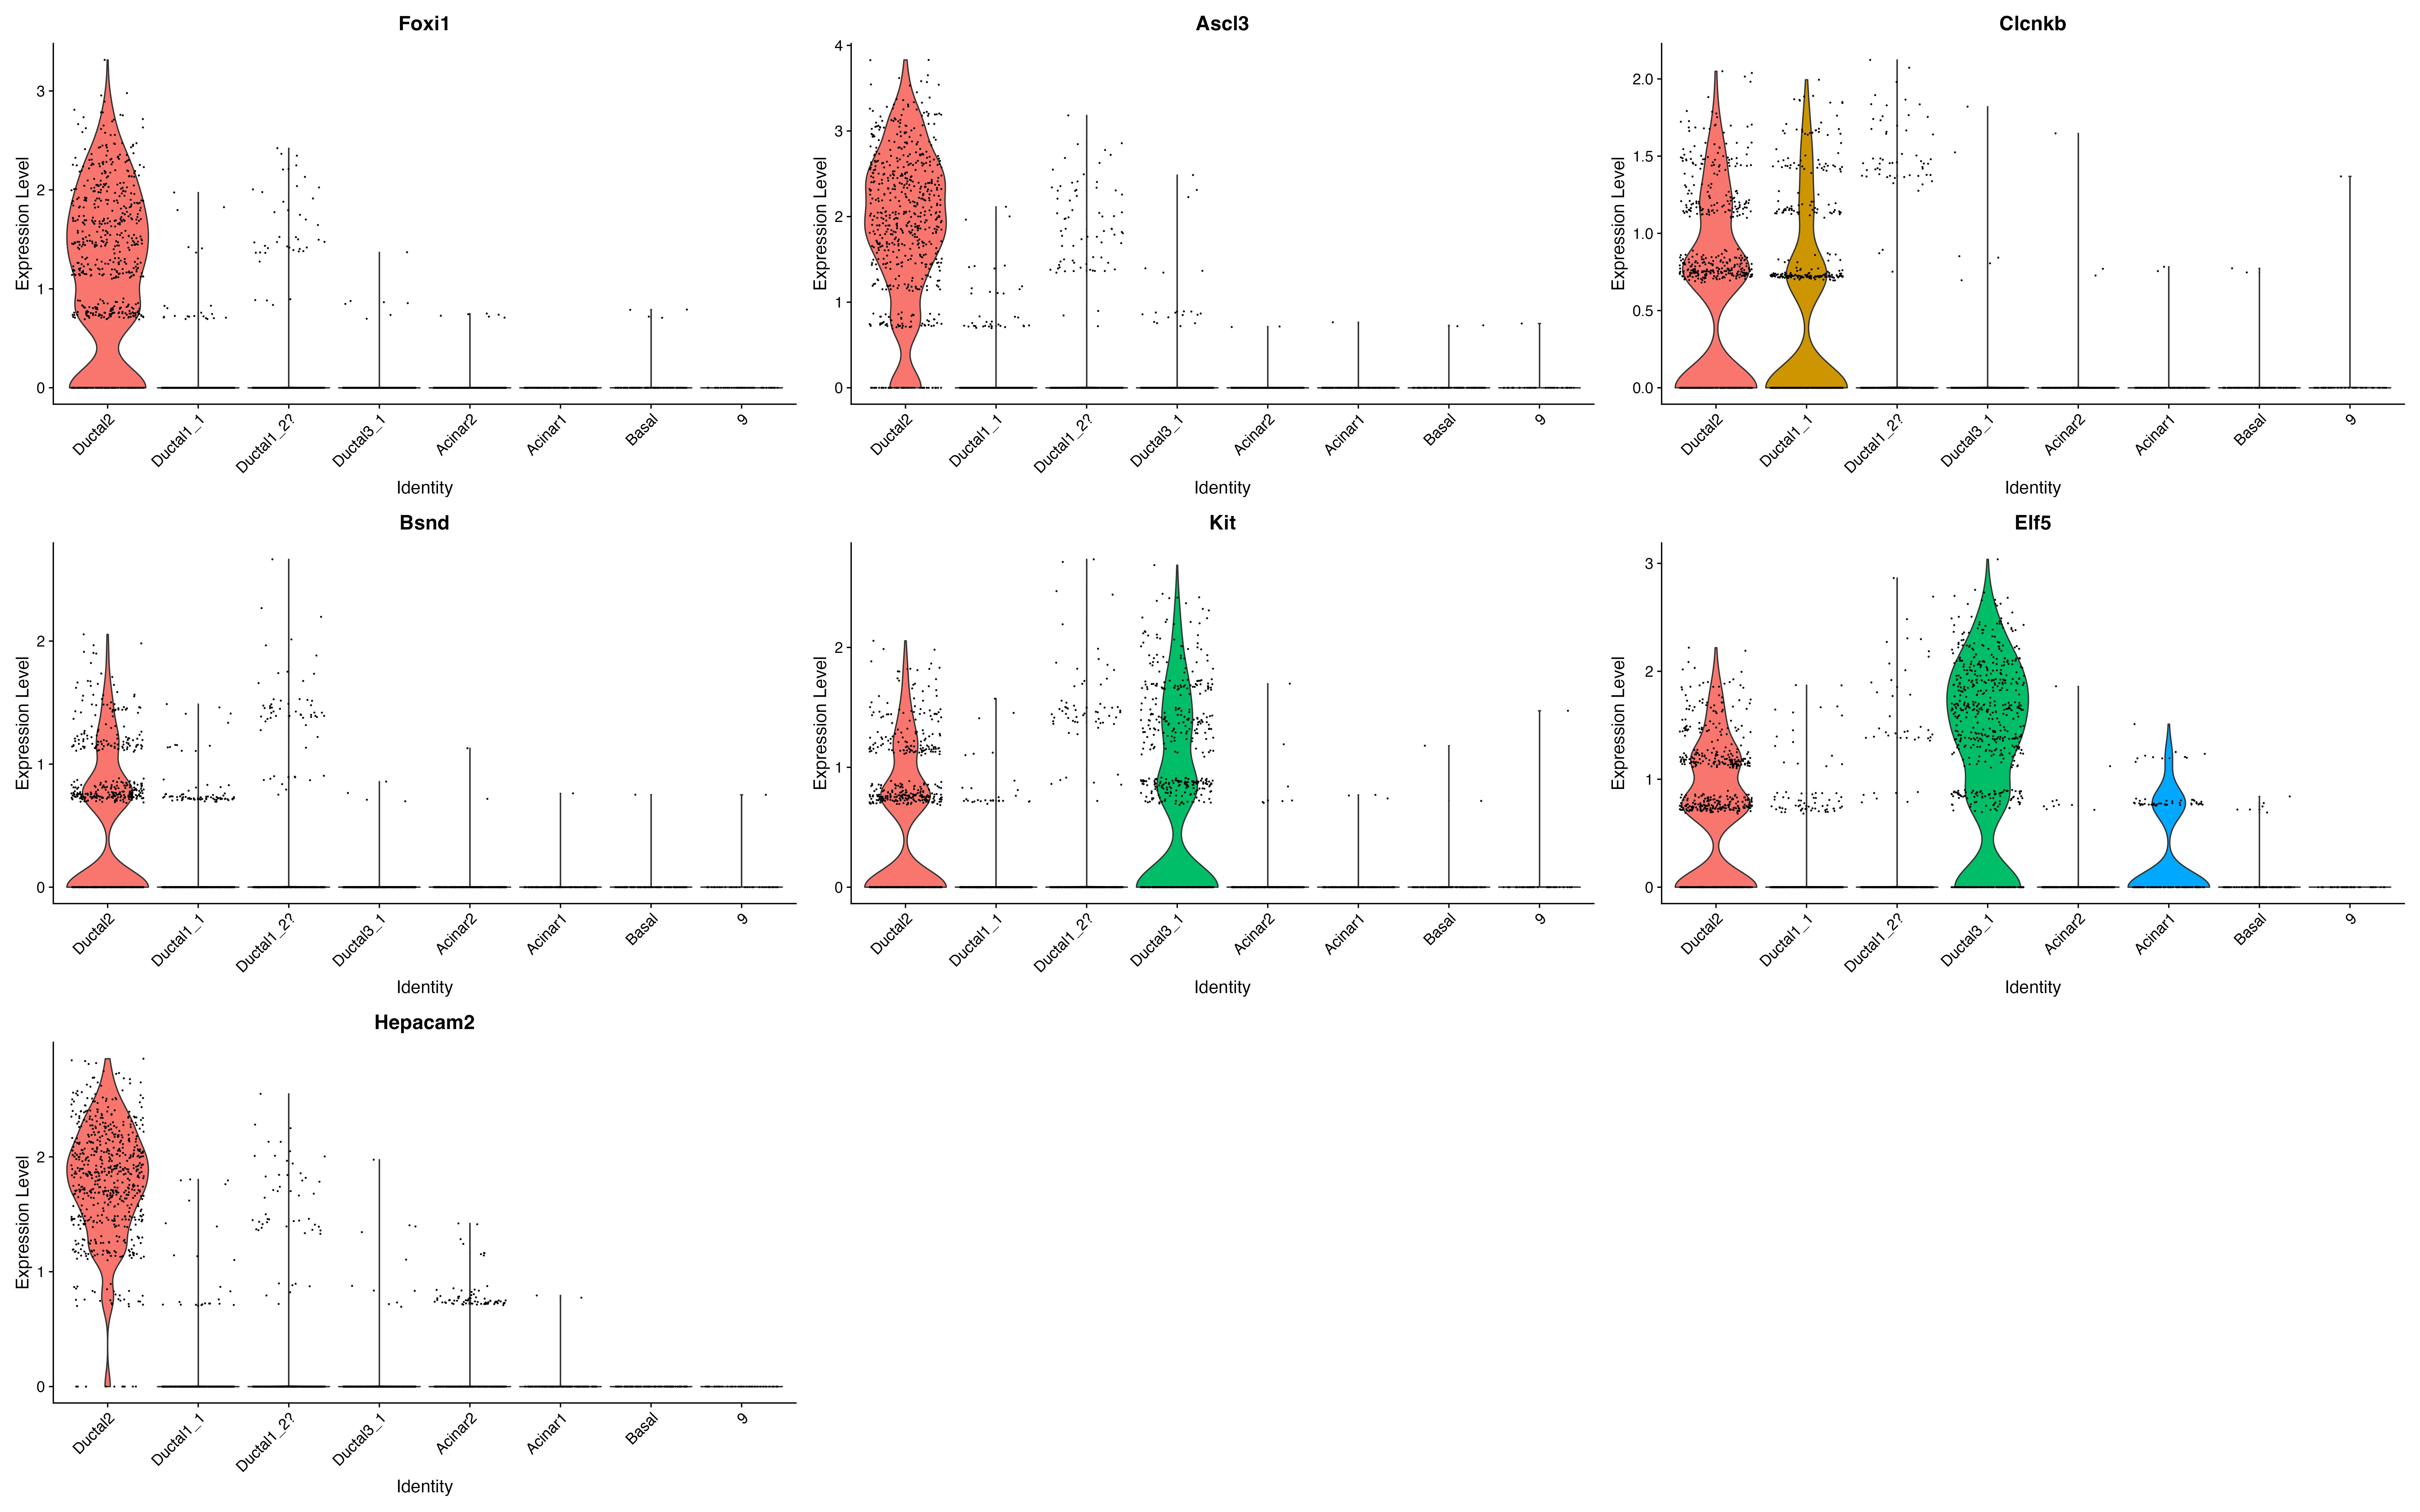 Foxi1
Expression Level
3
2
1
0
Ductal2
Ductal1_1
Ductal1_2?
Ductal3_1
Acinar2
Acinar1
Basal
9
Identity
Ascl3
Expression Level
4
3
2
1
0
Ductal2
Ductal1_1
Ductal1_2?
Ductal3_1
Acinar2
Acinar1
Basal
9
Identity
Clcnkb
Expression Level
2.0
1.5
1.0
0.5
0.0
Ductal2
Ductal1_1
Ductal1_2?
Ductal3_1
Acinar2
Acinar1
Basal
9
Identity
Bsnd
Expression Level
2
1
0
Ductal2
Ductal1_1
Ductal1_2?
Ductal3_1
Acinar2
Acinar1
Basal
9
Identity
Kit
Expression Level
2
1
0
Ductal2
Ductal1_1
Ductal1_2?
Ductal3_1
Acinar2
Acinar1
Basal
9
Identity
Elf5
Expression Level
3
2
1
0
Ductal2
Ductal1_1
Ductal1_2?
Ductal3_1
Acinar2
Acinar1
Basal
9
Identity
Hepacam2
Expression Level
2
1
0
Ductal2
Ductal1_1
Ductal1_2?
Ductal3_1
Acinar2
Acinar1
Basal
9
Identity